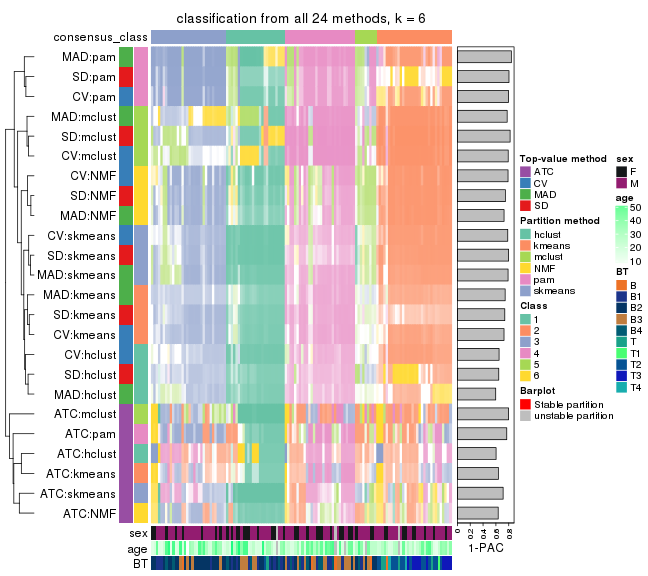 classification from all 24 methods, k = 6
consensus_class
MAD:pam
SD:pam
CV:pam
MAD:mclust
SD:mclust
CV:mclust
CV:NMF
SD:NMF
MAD:NMF
CV:skmeans
SD:skmeans
MAD:skmeans
MAD:kmeans
SD:kmeans
CV:kmeans
CV:hclust
SD:hclust
MAD:hclust
ATC:mclust
ATC:pam
ATC:hclust
ATC:kmeans
ATC:skmeans
ATC:NMF
sex
age
BT
0 0.2 0.4 0.6 0.8
1-PAC
Top-value method
ATC
CV
MAD
SD
Partition method
hclust
kmeans
mclust
NMF
pam
skmeans
Class
1
2
3
4
5
6
Barplot
Stable partition
unstable partition
sex
F
M
age
50
40
30
20
10
BT
B
B1
B2
B3
B4
T
T1
T2
T3
T4